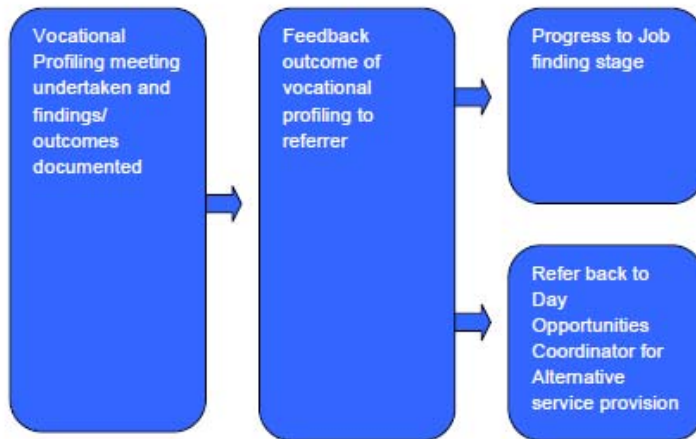 Vocational
Profiling meeting
undertaken and
findings/
outcomes
documented
Feedback
outcome of
vocational
profiling to
referrer
Progress to Job
finding stage
Refer back to
Day
Opportunities
Coordinator for
Alternative
service provision